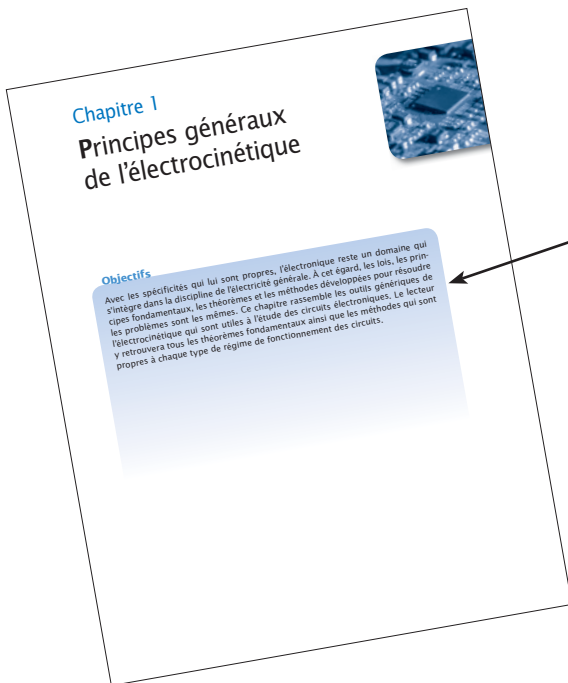 Chapitre 1
Principes généraux
de l'électrocinétique
Objectifs
Avec les spécificités qui lui sont propres, l'électronique reste un domaine qui
s'intègre dans la discipline de l'électricité générale. À cet égard, les lois, les prin-
cipes fondamentaux, les théorèmes et les méthodes développées pour résoudre
les problèmes sont les mêmes. Ce chapitre rassemble les outils génériques de
l'électrocinétique qui sont utiles à l'étude des circuits électroniques. Le lecteur
y retrouvera tous les théorèmes fondamentaux ainsi que les méthodes qui sont
propres à chaque type de régime de fonctionnement des circuits.